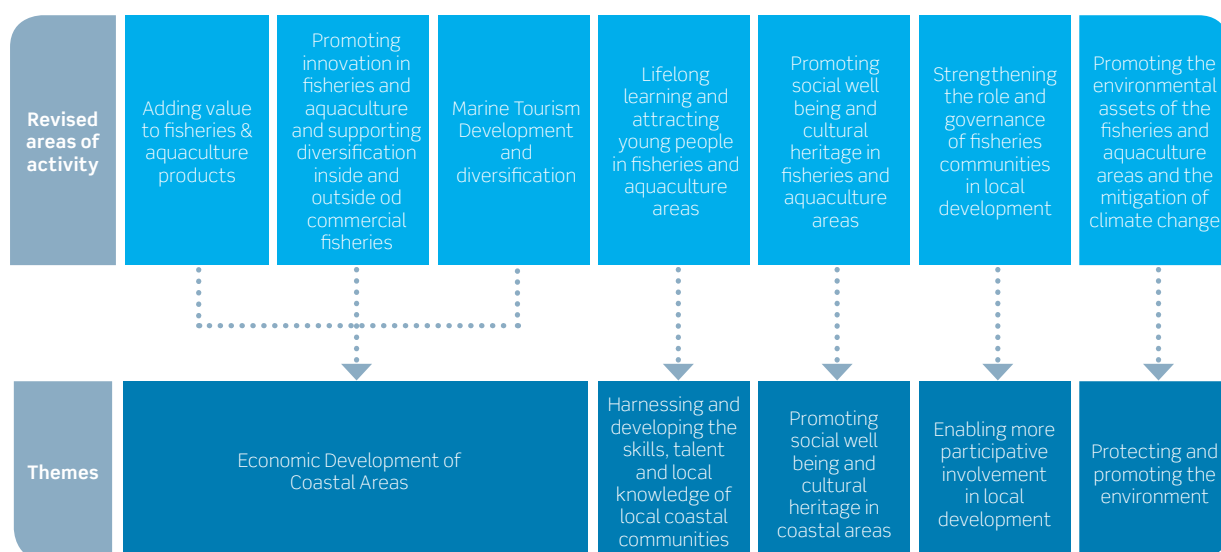 Revised
areas of
activity
Adding value
to fisheries &
aquaculture
products
Promoting
innovation in
fisheries and
aquaculture
and supporting
diversification
inside and
outside od
commercial
fisheries
Marine Tourism
Development
and
diversification
Lifelong
learning and
attracting
young people
in fisheries and
aquaculture
areas
Promoting
social well
being and
cultural
heritage in
fisheries and
aquaculture
areas
Strengthening
the role and
governance
of fisheries
communities
in local
development
Promoting the
environmental
assets of the
fisheries and
aquaculture
areas and the
mitigation of
climate change
Themes
Economic Development of
Coastal Areas
Harnessing and
developing the
skills, talent
and local
knowledge of
local coastal
communities
Promoting
social well
being and
cultural
heritage in
coastal areas
Enabling more
participative
involvement
in local
development
Protecting and
promoting the
environment